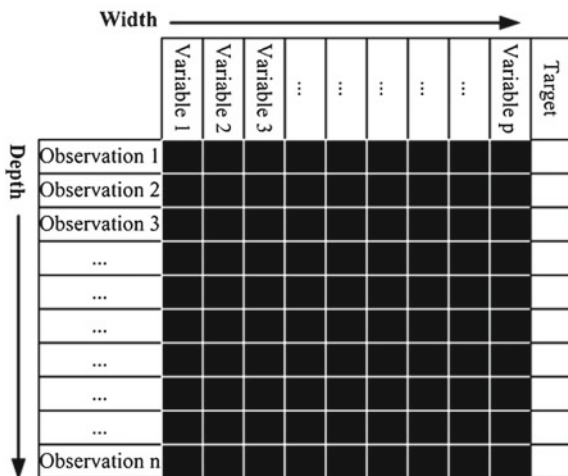 Width
Variable 1
Variable 2
Variable 3
...
...
...
...
...
Variable p
Target
Depth
Observation 1
Observation 2
Observation 3
...
...
...
...
...
...
Observation n